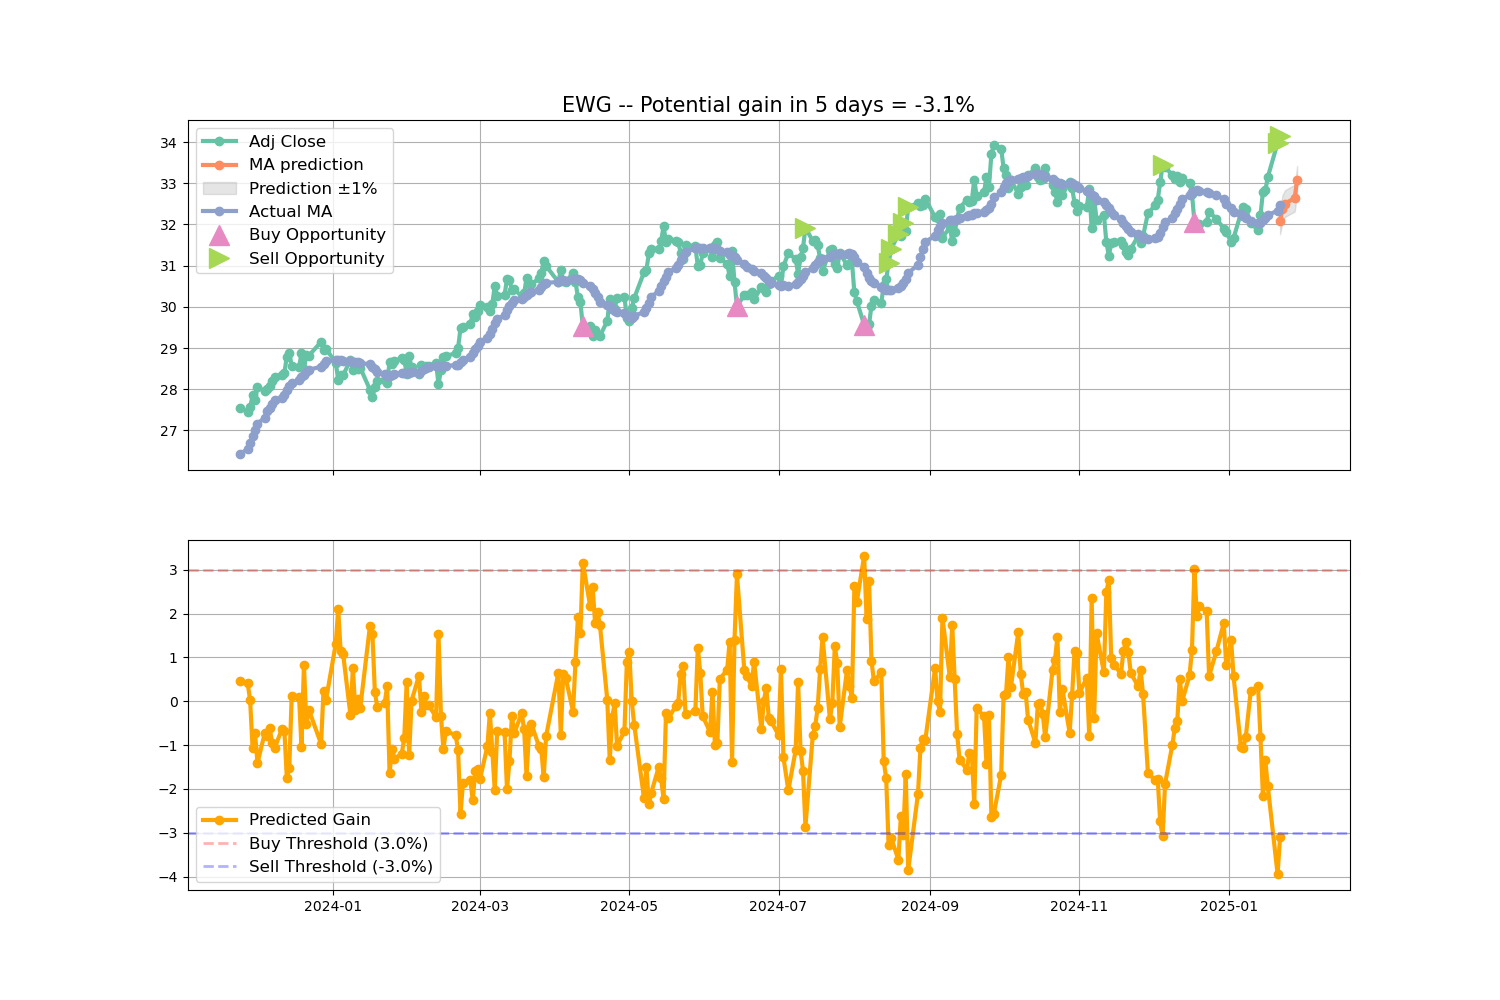 EWG -- Potential gain in 5 days = -3.1%
34
33
32
31
30
29
28
27
Adj Close
MA prediction
Prediction ±1%
Actual MA
Buy Opportunity
Sell Opportunity
3
2
1
0
−1
−2
−3
−4
Predicted Gain
Buy Threshold (3.0%)
Sell Threshold (-3.0%)
2024-01
2024-03
2024-05
2024-07
2024-09
2024-11
2025-01